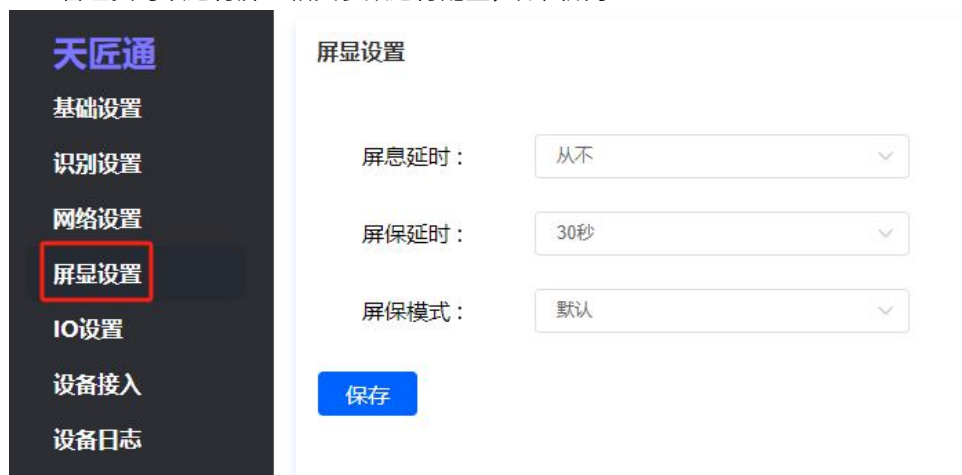 天匠通
基础设置
识别设置
网络设置
屏显设置
IO设置
设备接入
设备日志
屏显设置
屏息延时：
从不
屏保延时：
30秒
屏保模式：
默认
保存